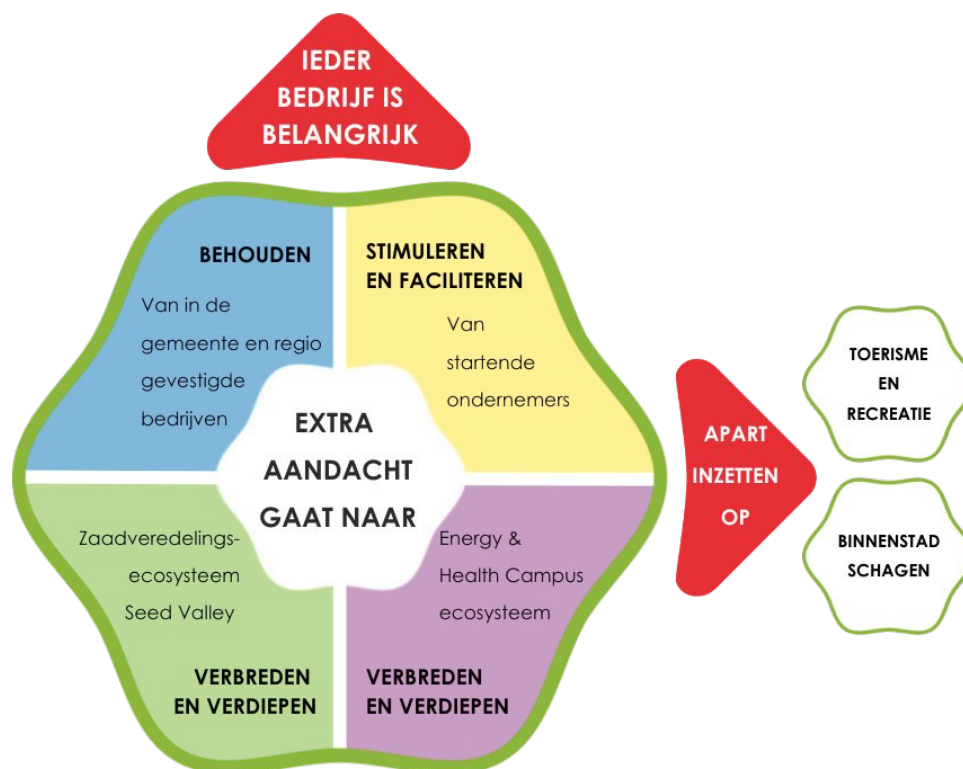 IEDER
BEDRIJF IS
BELANGRIJK
BEHOUDEN
Van in de
gemeente en regio
gevestigde
bedrijven
STIMULEREN
EN FACILITEREN
Van
startende
ondernemers
EXTRA
AANDACHT
GAAT NAAR
Zaadveredelings-
ecosysteem
Seed Valley
VERBREDEN
EN VERDIEPEN
Energy &
Health Campus
ecosysteem
VERBREDEN
EN VERDIEPEN
APART
INZETTEN
OP
TOERISME
EN
RECREATIE
BINNENSTAD
SCHAGEN